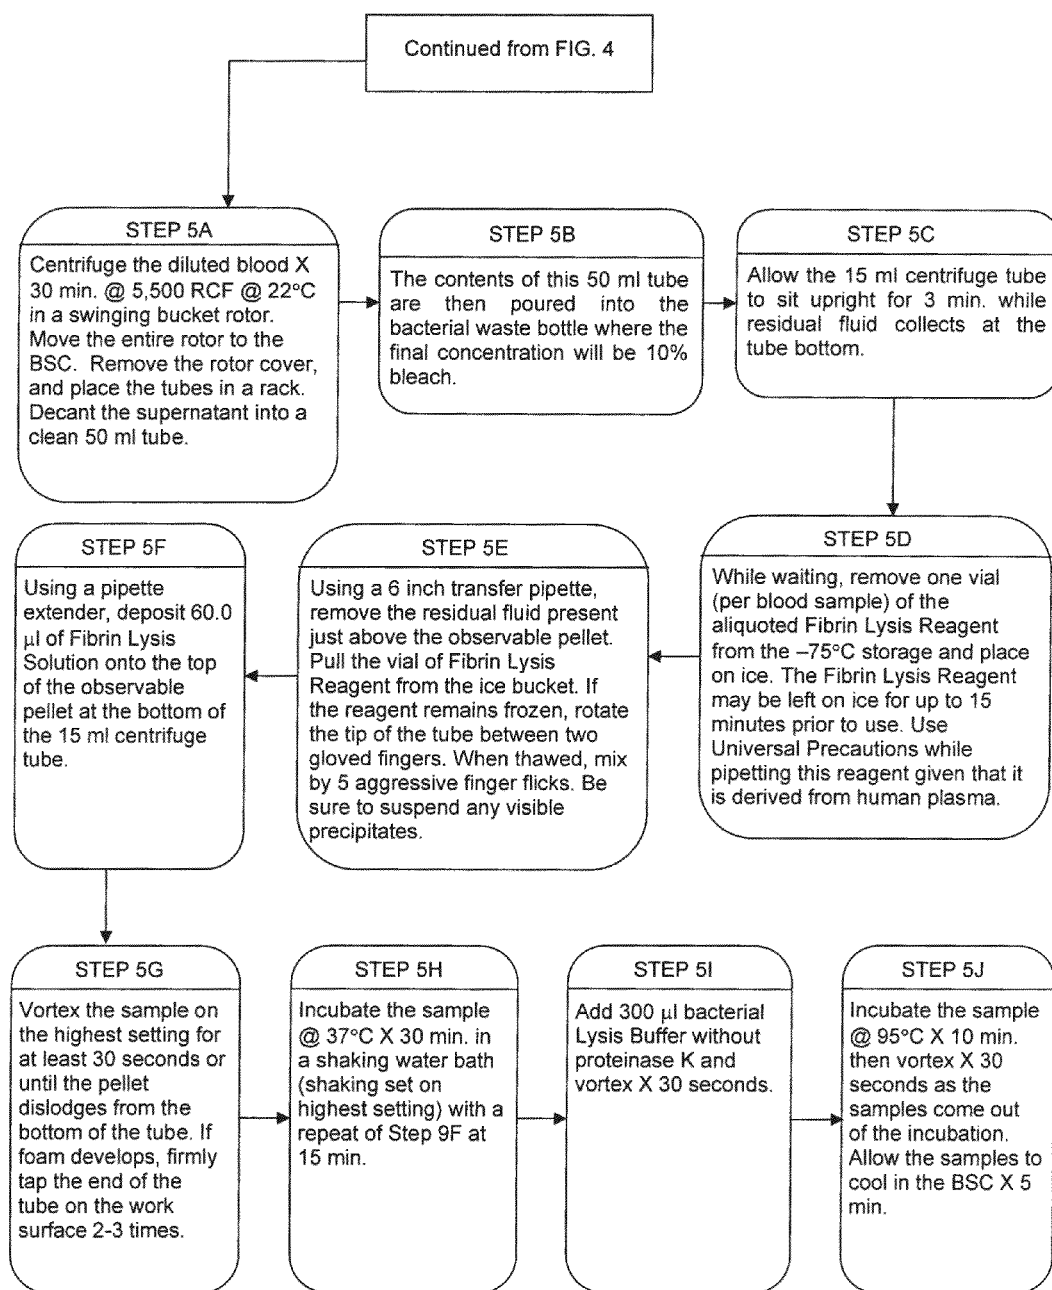 Continued from FIG. 4
STEP 5A
Centrifuge the diluted blood X
30 min. @ 5,500 RCF @ 22°C
in a swinging bucket rotor.
Move the entire rotor to the
BSC. Remove the rotor cover,
and place the tubes in a rack.
Decant the supernatant into a
clean 50 ml tube.
STEP 5B
The contents of this 50 ml tube
are then poured into the
bacterial waste bottle where the
final concentration will be 10%
bleach.
STEP 5C
Allow the 15 ml centrifuge tube
to sit upright for 3 min. while
residual fluid collects at the
tube bottom.
STEP 5D
While waiting, remove one vial
(per blood sample) of the
aliquoted Fibrin Lysis Reagent
from the –75°C storage and place
on ice. The Fibrin Lysis Reagent
may be left on ice for up to 15
minutes prior to use. Use
Universal Precautions while
pipetting this reagent given that it
is derived from human plasma.
STEP 5E
Using a 6 inch transfer pipette,
remove the residual fluid present
just above the observable pellet.
Pull the vial of Fibrin Lysis
Reagent from the ice bucket. If
the reagent remains frozen, rotate
the tip of the tube between two
gloved fingers. When thawed, mix
by 5 aggressive finger flicks. Be
sure to suspend any visible
precipitates.
STEP 5F
Using a pipette
extender, deposit 60.0
µl of Fibrin Lysis
Solution onto the top
of the observable
pellet at the bottom of
the 15 ml centrifuge
tube.
STEP 5G
Vortex the sample on
the highest setting for
at least 30 seconds or
until the pellet
dislodges from the
bottom of the tube. If
foam develops, firmly
tap the end of the
tube on the work
surface 2-3 times.
STEP 5H
Incubate the sample
@ 37°C X 30 min. in
a shaking water bath
(shaking set on
highest setting) with a
repeat of Step 9F at
15 min.
STEP 5I
Add 300 µl bacterial
Lysis Buffer without
proteinase K and
vortex X 30 seconds.
STEP 5J
Incubate the sample
@ 95°C X 10 min.
then vortex X 30
seconds as the
samples come out
of the incubation.
Allow the samples to
cool in the BSC X 5
min.